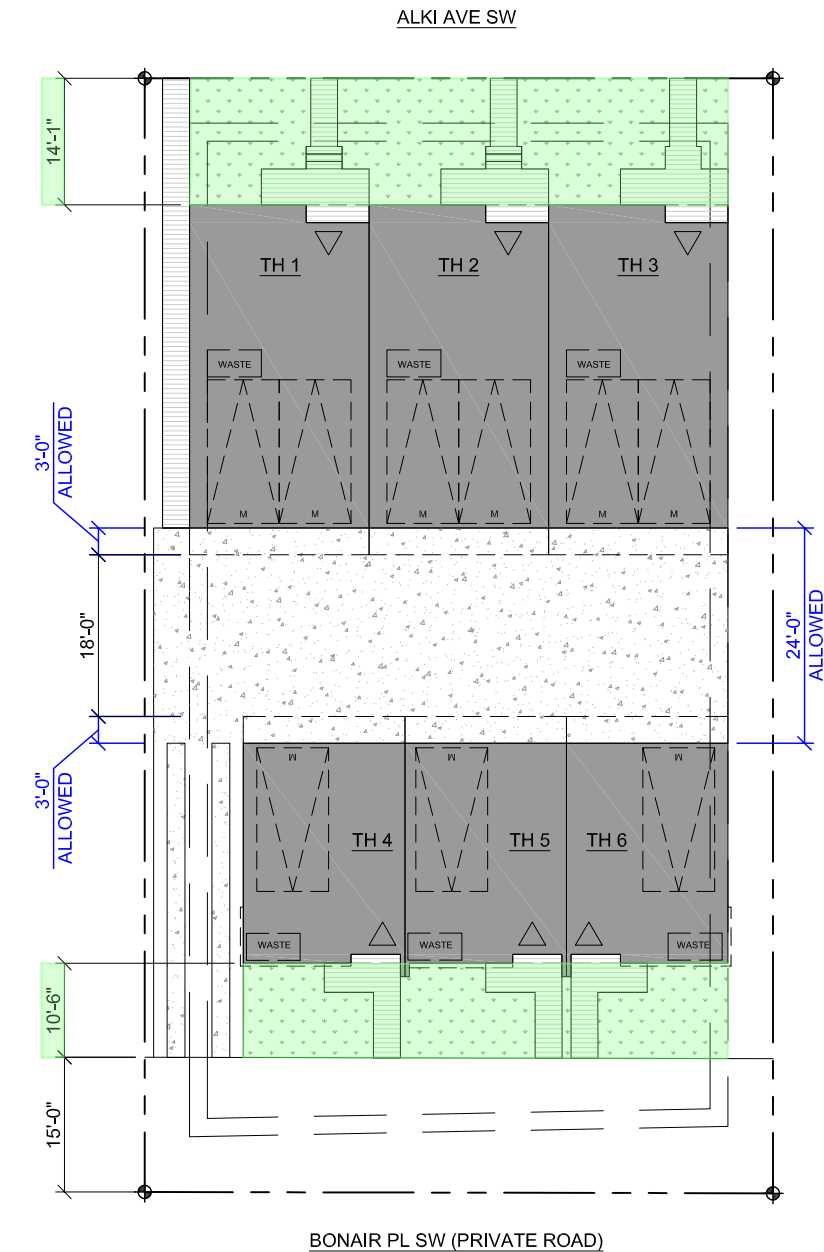 ALKI AVE SW
14'-1"
TH 1
TH 2
TH 3
WASTE
WASTE
WASTE
M
M
M
M
M
M
3'-0"
ALLOWED
18'-0"
24'-0"
ALLOWED
3'-0"
ALLOWED
M
M
M
TH 4
TH 5
TH 6
WASTE
WASTE
WASTE
10'-6"
15'-0"
BONAIR PL SW (PRIVATE ROAD)